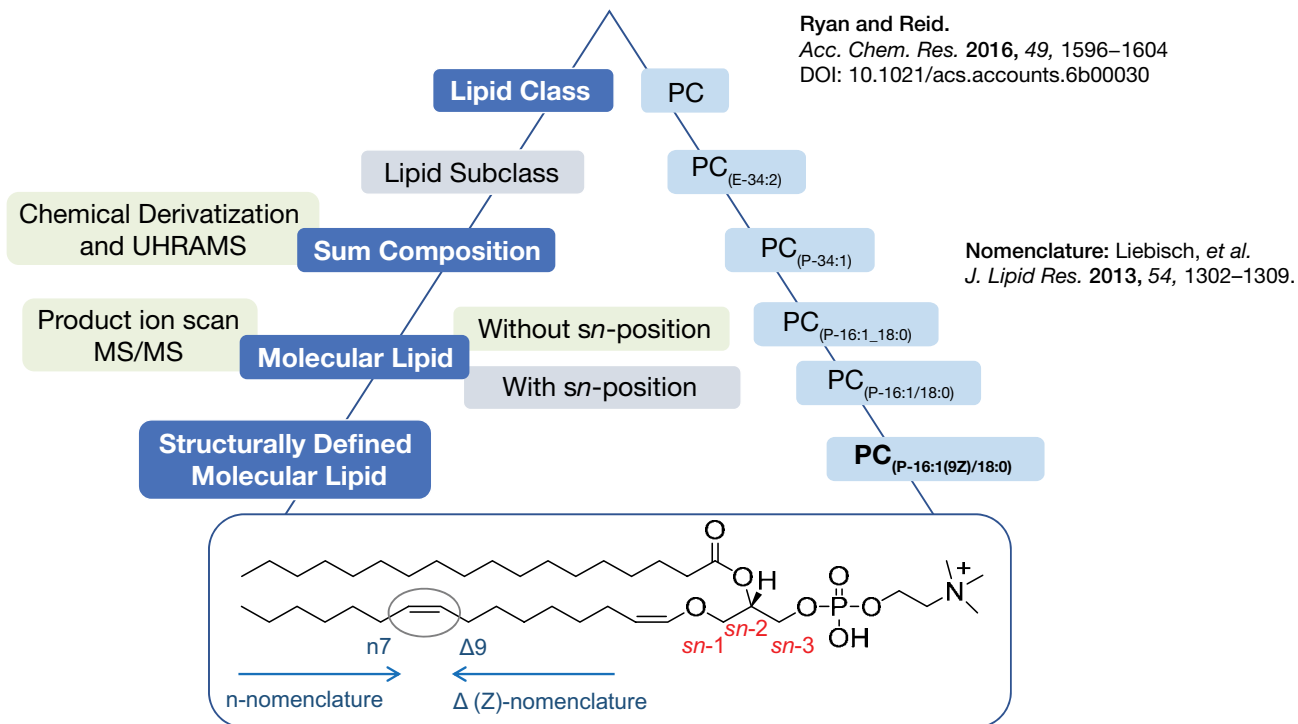 Ryan and Reid.
Acc. Chem. Res. 2016, 49, 1596–1604
DOI: 10.1021/acs.accounts.6b00030
Lipid Class
PC
Lipid Subclass
PC(E-34:2)
Chemical Derivatization
and UHRAMS
Sum Composition
PC(P-34:1)
Nomenclature: Liebisch, et al.
J. Lipid Res. 2013, 54, 1302–1309.
Product ion scan
MS/MS
Molecular Lipid
Without sn-position
With sn-position
PC(P-16:1_18:0)
PC(P-16:1/18:0)
Structurally Defined
Molecular Lipid
PC(P-16:1(9Z)/18:0)
O
O
H
O
O
O
P
OH
O
N+
sn-1
sn-2
sn-3
n7
Δ9
n-nomenclature
Δ (Z)-nomenclature